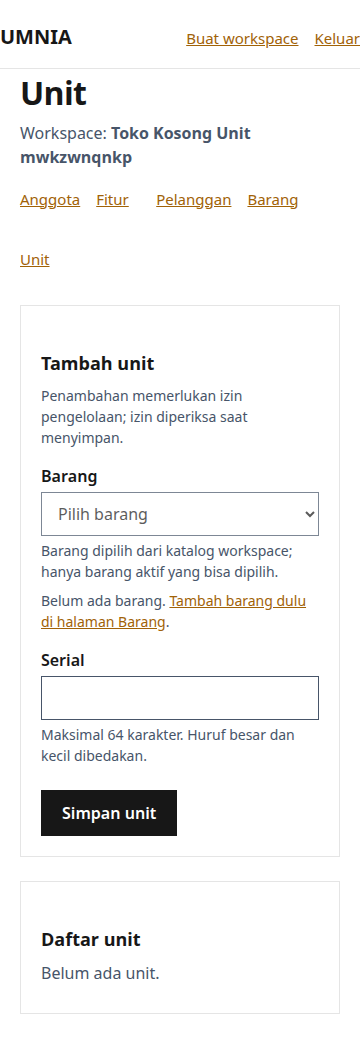 UMNIA Buat workspace Keluar
Unit
Workspace: Toko Kosong Unit
mwkzwnqnkp
Anggota Fitur Pelanggan Barang
Unit
Tambah unit
Penambahan memerlukan izin
pengelolaan; izin diperiksa saat
menyimpan.
Barang
Pilih barang
Barang dipilih dari katalog workspace;
hanya barang aktif yang bisa dipilih.
Belum ada barang. Tambah barang dulu
di halaman Barang.
Serial
Maksimal 64 karakter. Huruf besar dan
kecil dibedakan.
Simpan unit
Daftar unit
Belum ada unit.